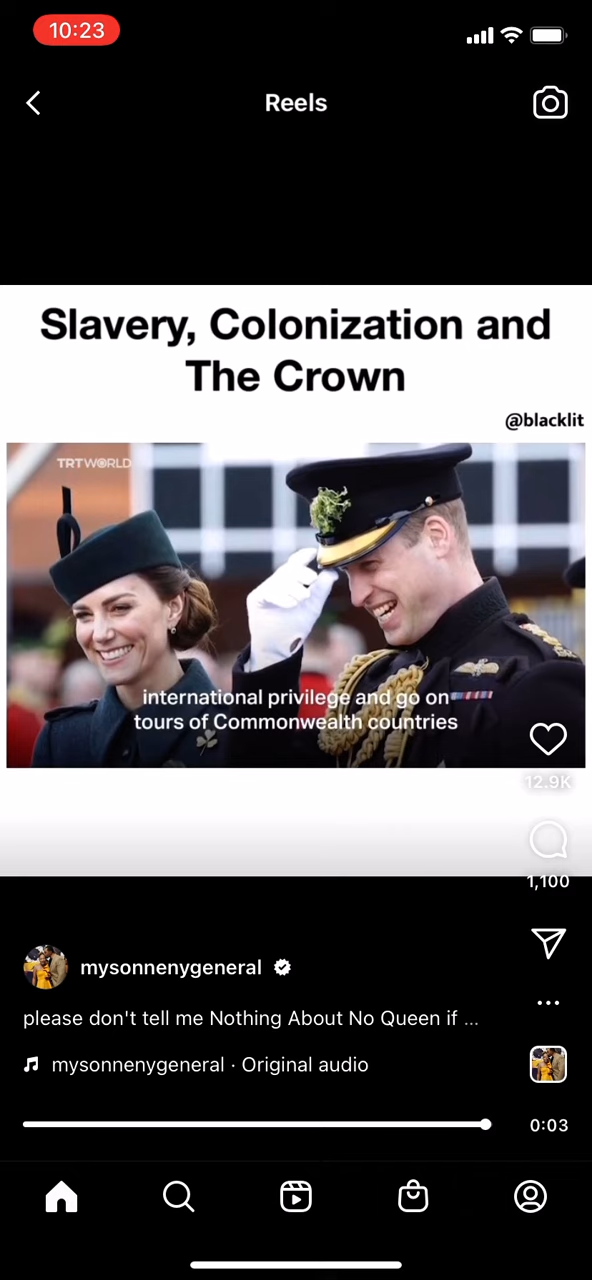 10:23
Reels
Slavery, Colonization and
The Crown
@blacklit
TRTWORLD
international privilege and go on
tours of Commonwealth countries
12.9K
1,100
mysonnenygeneral
please don't tell me Nothing About No Queen if ...
mysonnenygeneral · Original audio
0:03